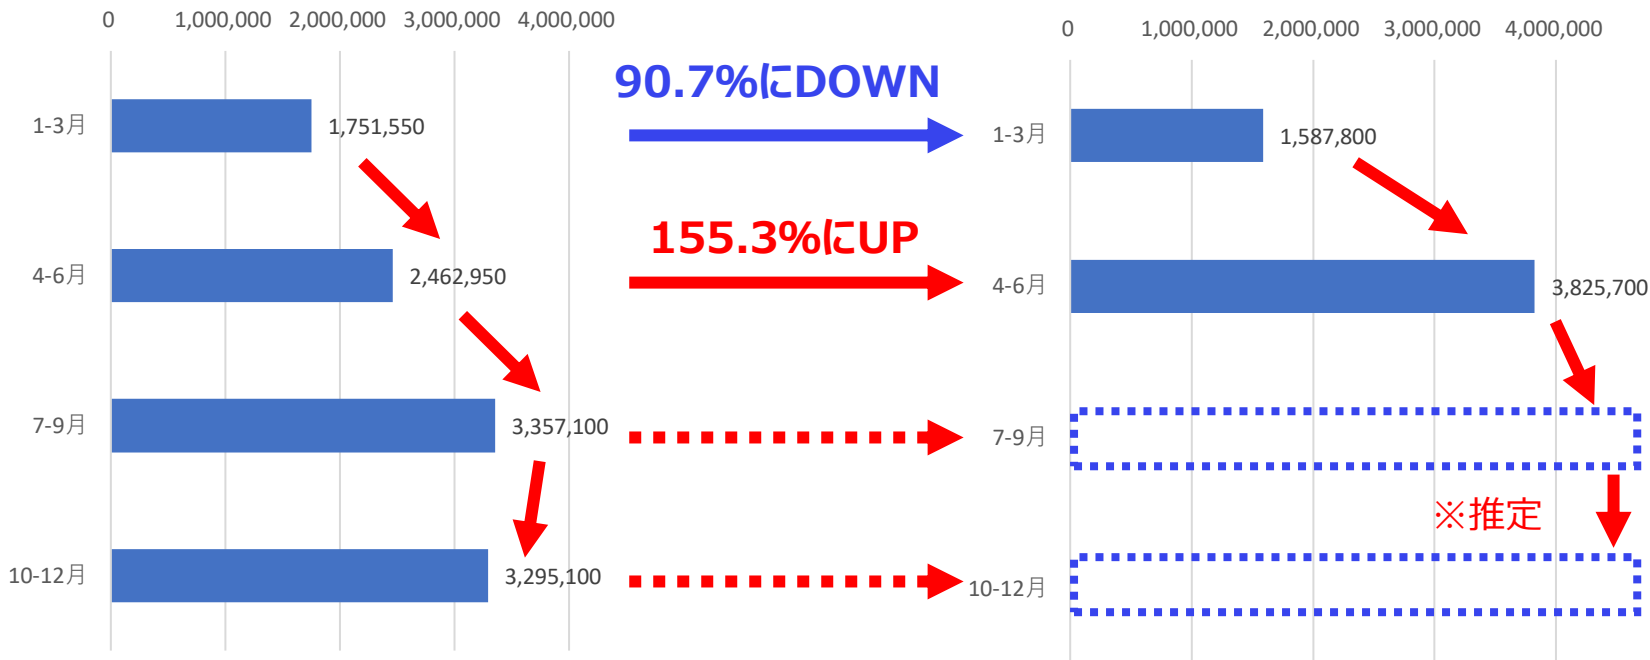 0 1,000,000 2,000,000 3,000,000 4,000,000
1-3月 1,751,550
4-6月 2,462,950
7-9月 3,357,100
10-12月 3,295,100
90.7%にDOWN
155.3%にUP
0 1,000,000 2,000,000 3,000,000 4,000,000
1-3月 1,587,800
4-6月 3,825,700
7-9月
※推定
10-12月